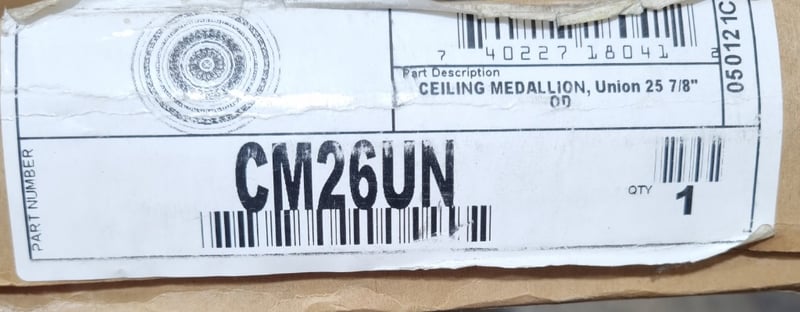 7 40227 18041 2
Part Description
CEILING MEDALLION, Union 25 7/8"
OD
050121C
PART NUMBER
CM26UN
QTY
1